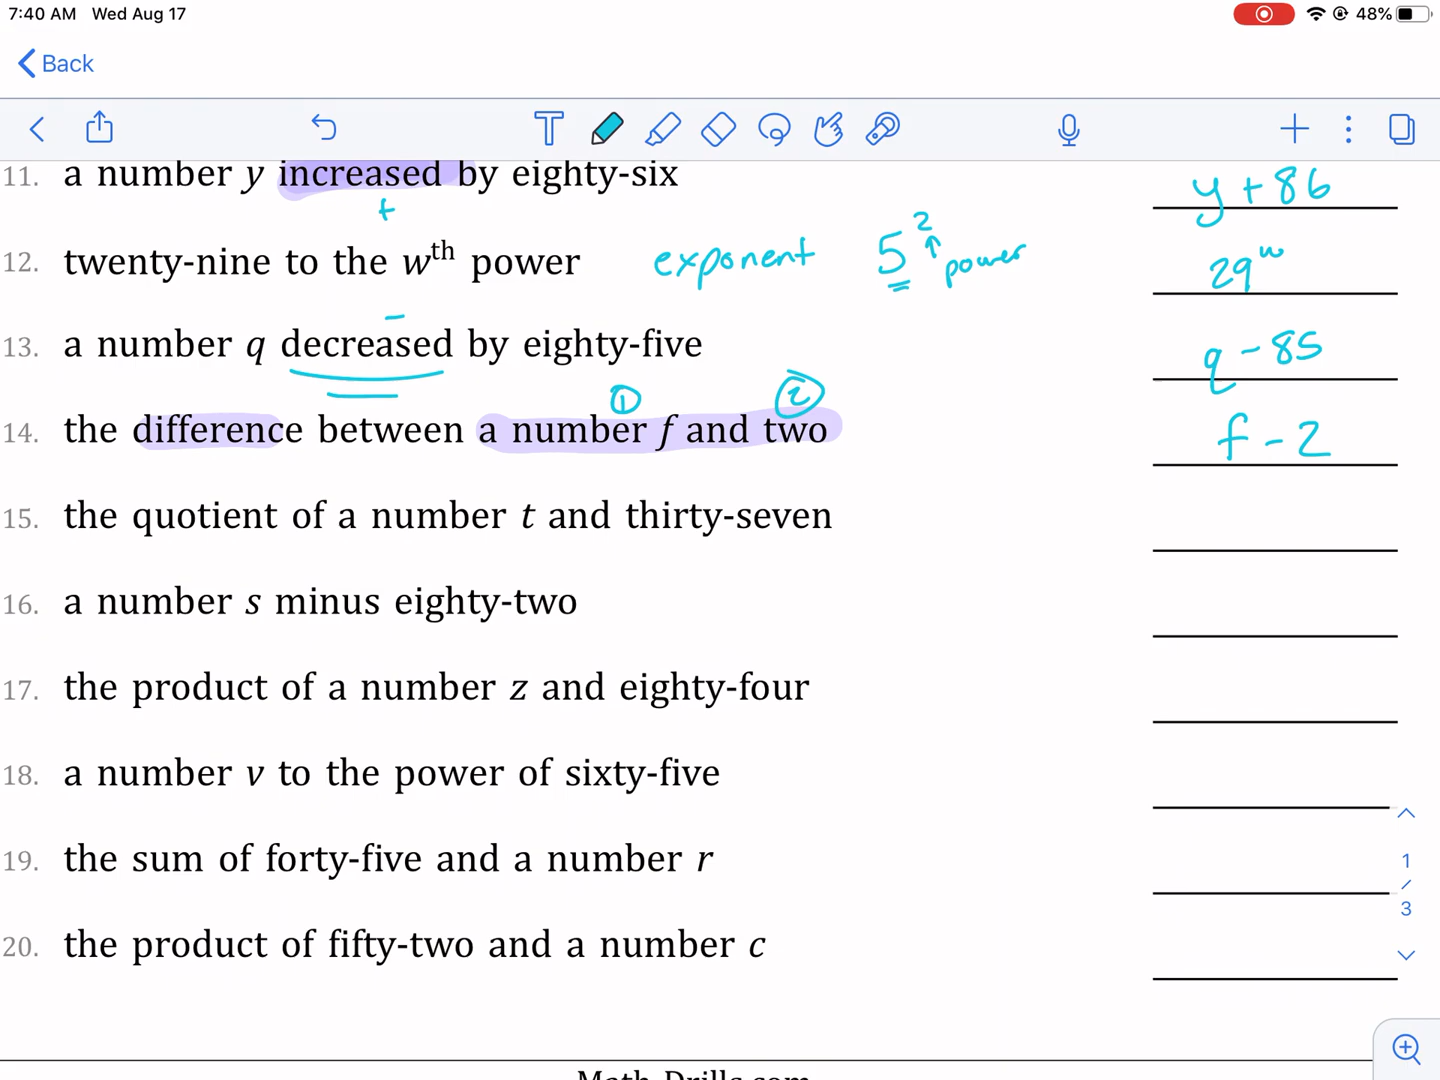 7:40 AM Wed Aug 17 48%
Back
11. a number y increased by eighty-six y + 86
+
12. twenty-nine to the wth power exponent 5² ↑ power 29ʷ
−
13. a number q decreased by eighty-five q − 85
① ②
14. the difference between a number f and two f − 2
15. the quotient of a number t and thirty-seven
16. a number s minus eighty-two
17. the product of a number z and eighty-four
18. a number v to the power of sixty-five
19. the sum of forty-five and a number r
1 / 3
20. the product of fifty-two and a number c
Math-Drills.com